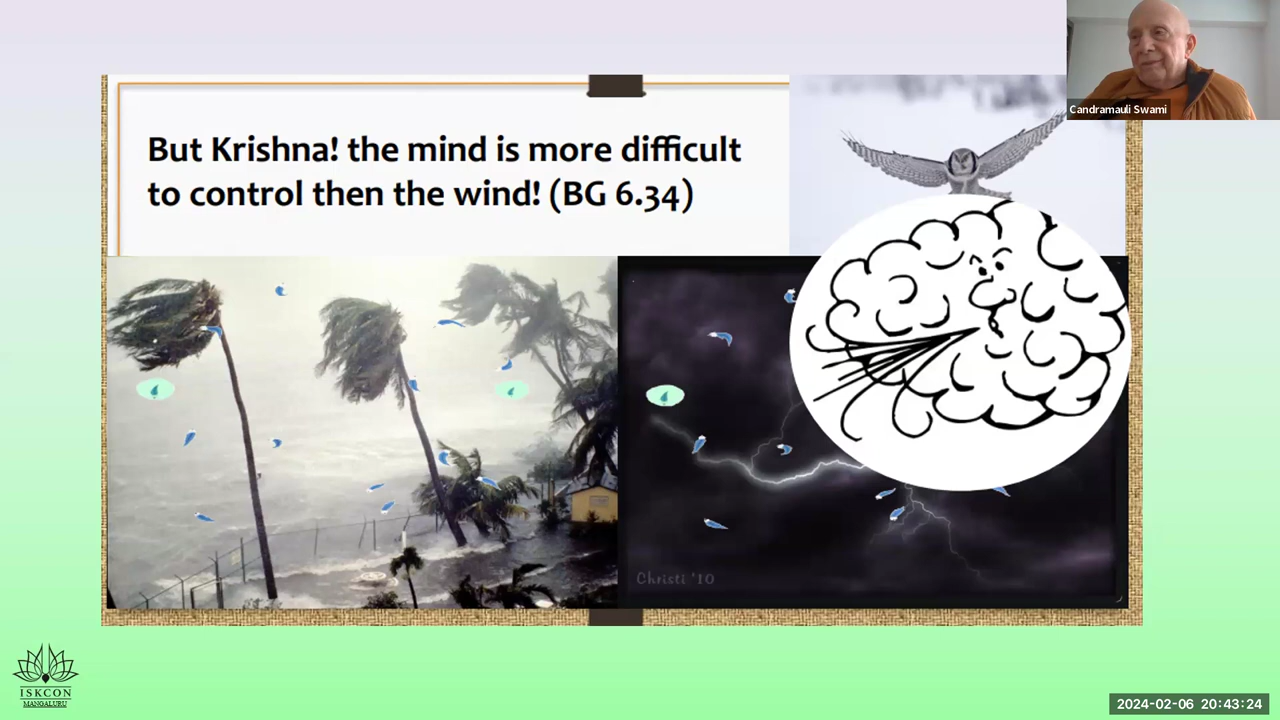 Candramauli Swami
But Krishna! the mind is more difficult
to control then the wind! (BG 6.34)
Christi '10
ISKCON
MANGALURU
2024-02-06 20:43:24